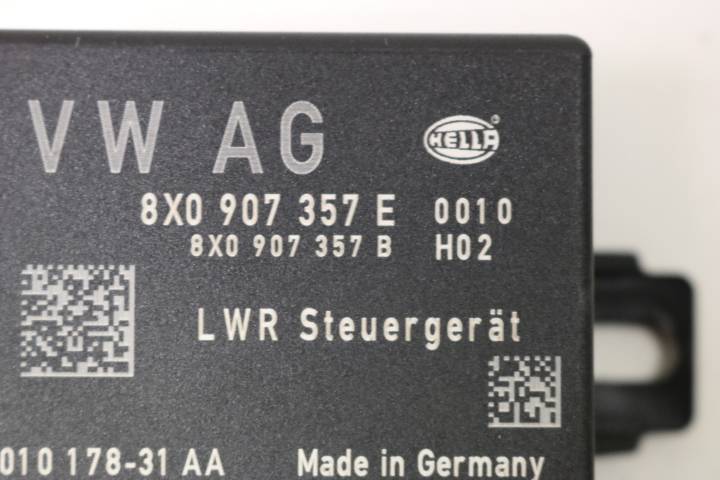 VW AG HELLA®
8X0 907 357 E 0010
8X0 907 357 B H02
LWR Steuergerät
010 178-31 AA Made in Germany